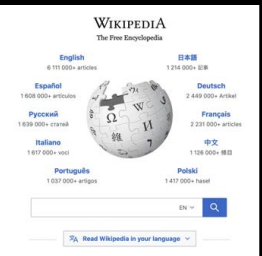 WIKIPEDIA
The Free Encyclopedia
English
6 111 000+ articles
日本語
1 214 000+ 記事
Español
1 608 000+ artículos
Deutsch
2 449 000+ Artikel
Русский
1 639 000+ статей
Français
2 231 000+ articles
Italiano
1 617 000+ voci
中文
1 126 000+ 條目
Português
1 037 000+ artigos
Polski
1 417 000+ haseł
Ω
W
И
維
EN
Read Wikipedia in your language